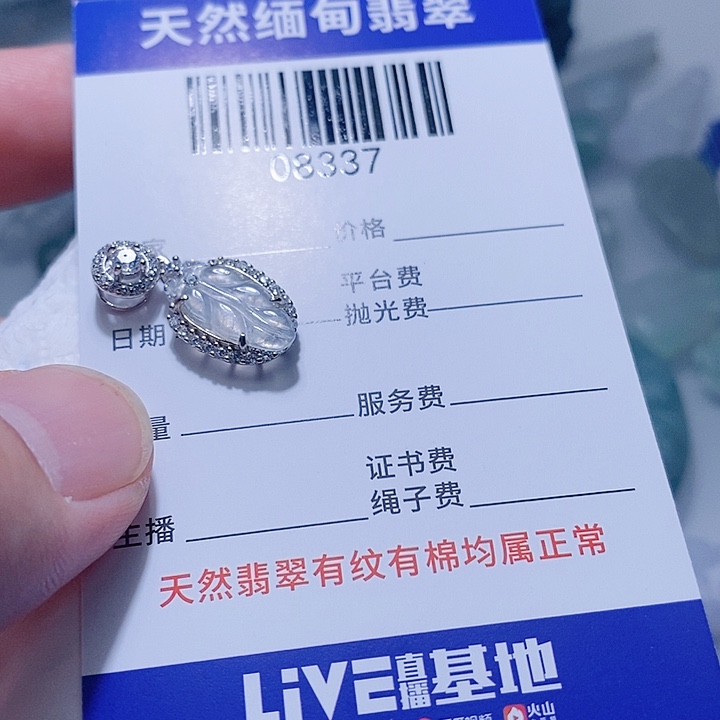 天然缅甸翡翠
08337
价格
平台费
日期 抛光费
量 服务费
证书费
主播 绳子费
天然翡翠有纹有棉均属正常
LiVE直播基地
火山